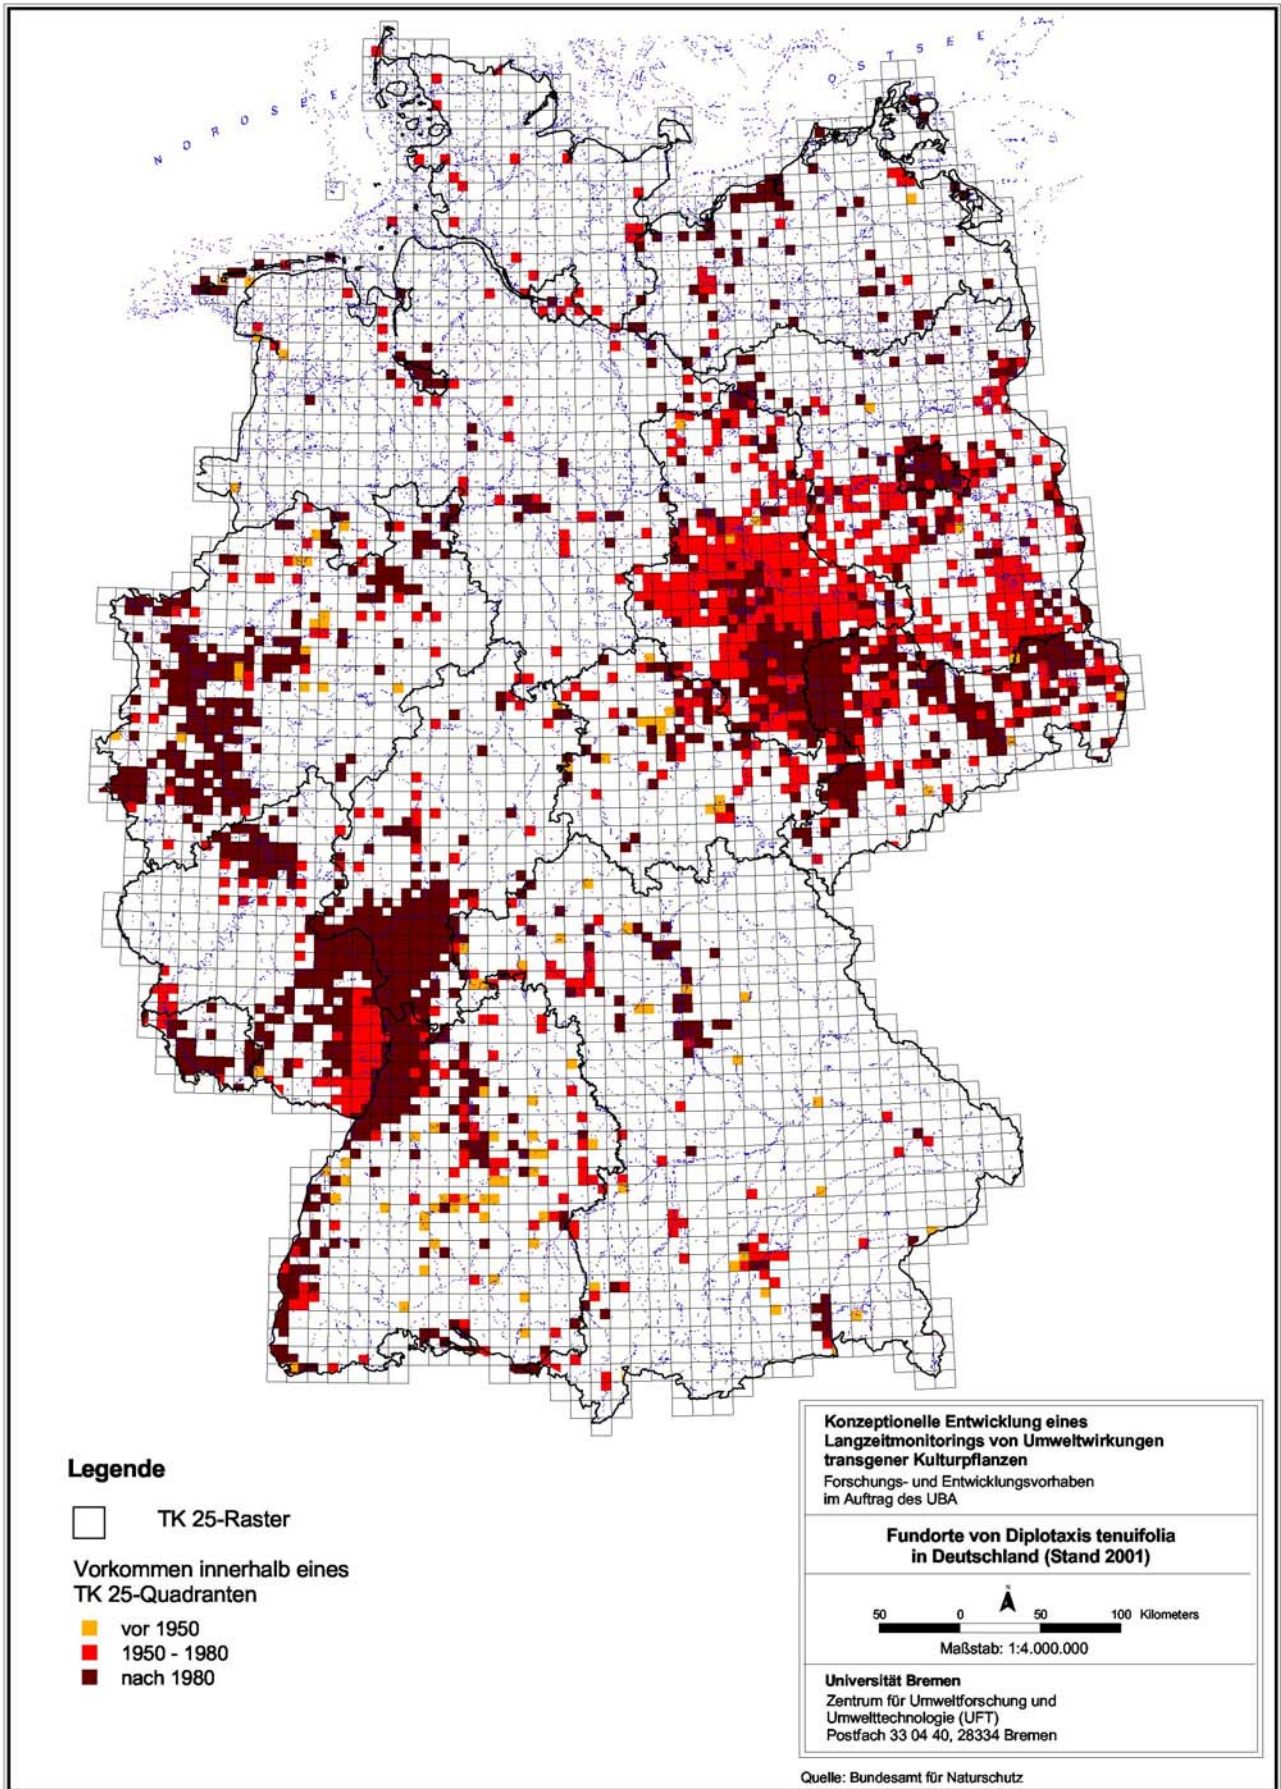 NORDSEE
OSTSEE
Legende
TK 25-Raster
Vorkommen innerhalb eines
TK 25-Quadranten
vor 1950
1950 - 1980
nach 1980
Konzeptionelle Entwicklung eines
Langzeitmonitorings von Umweltwirkungen
transgener Kulturpflanzen
Forschungs- und Entwicklungsvorhaben
im Auftrag des UBA
Fundorte von Diplotaxis tenuifolia
in Deutschland (Stand 2001)
N
50 0 50 100 Kilometers
Maßstab: 1:4.000.000
Universität Bremen
Zentrum für Umweltforschung und
Umwelttechnologie (UFT)
Postfach 33 04 40, 28334 Bremen
Quelle: Bundesamt für Naturschutz